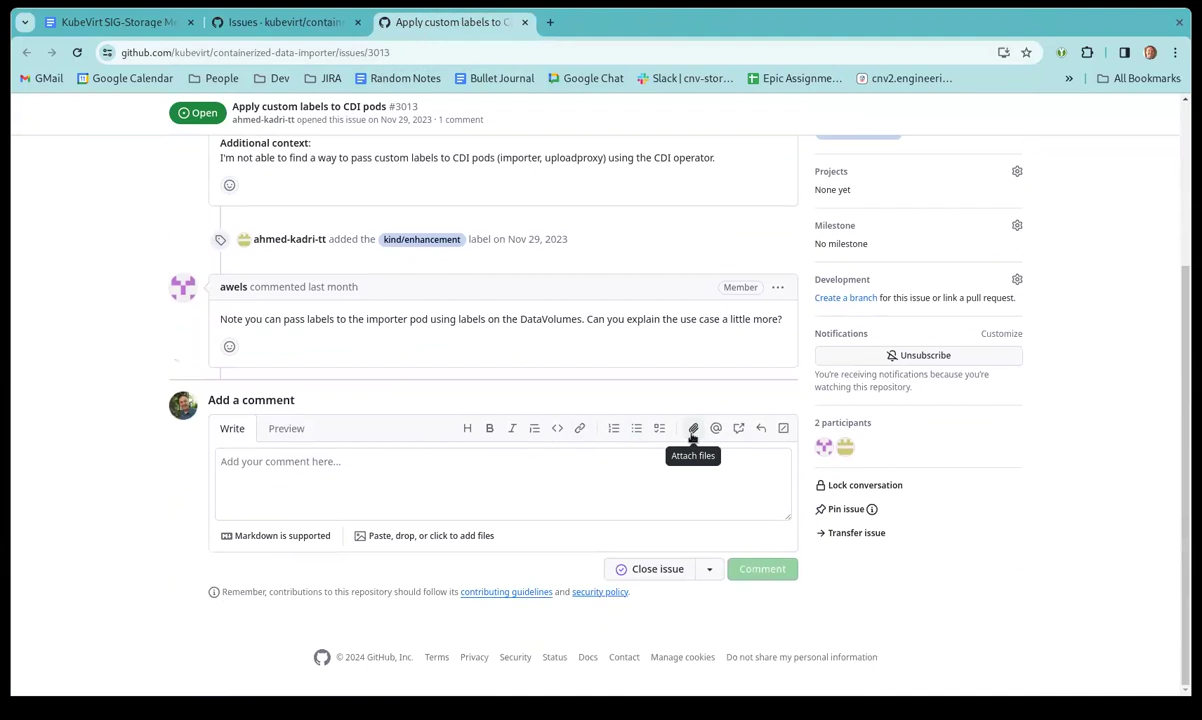 KubeVirt SIG-Storage Me
Issues · kubevirt/contain
Apply custom labels to C
github.com/kubevirt/containerized-data-importer/issues/3013
GMail
Google Calendar
People
Dev
JIRA
Random Notes
Bullet Journal
Google Chat
Slack | cnv-stor...
Epic Assignme...
cnv2.engineeri...
All Bookmarks
Open
Apply custom labels to CDI pods #3013
ahmed-kadri-tt opened this issue on Nov 29, 2023 · 1 comment
Additional context:
I'm not able to find a way to pass custom labels to CDI pods (importer, uploadproxy) using the CDI operator.
ahmed-kadri-tt added the kind/enhancement label on Nov 29, 2023
awels commented last month
Member
Note you can pass labels to the importer pod using labels on the DataVolumes. Can you explain the use case a little more?
Add a comment
Write
Preview
H B I
Attach files
Add your comment here...
Markdown is supported
Paste, drop, or click to add files
Close issue
Comment
Remember, contributions to this repository should follow its contributing guidelines and security policy.
Projects
None yet
Milestone
No milestone
Development
Create a branch for this issue or link a pull request.
Notifications
Customize
Unsubscribe
You're receiving notifications because you're
watching this repository.
2 participants
Lock conversation
Pin issue
Transfer issue
© 2024 GitHub, Inc.
Terms
Privacy
Security
Status
Docs
Contact
Manage cookies
Do not share my personal information